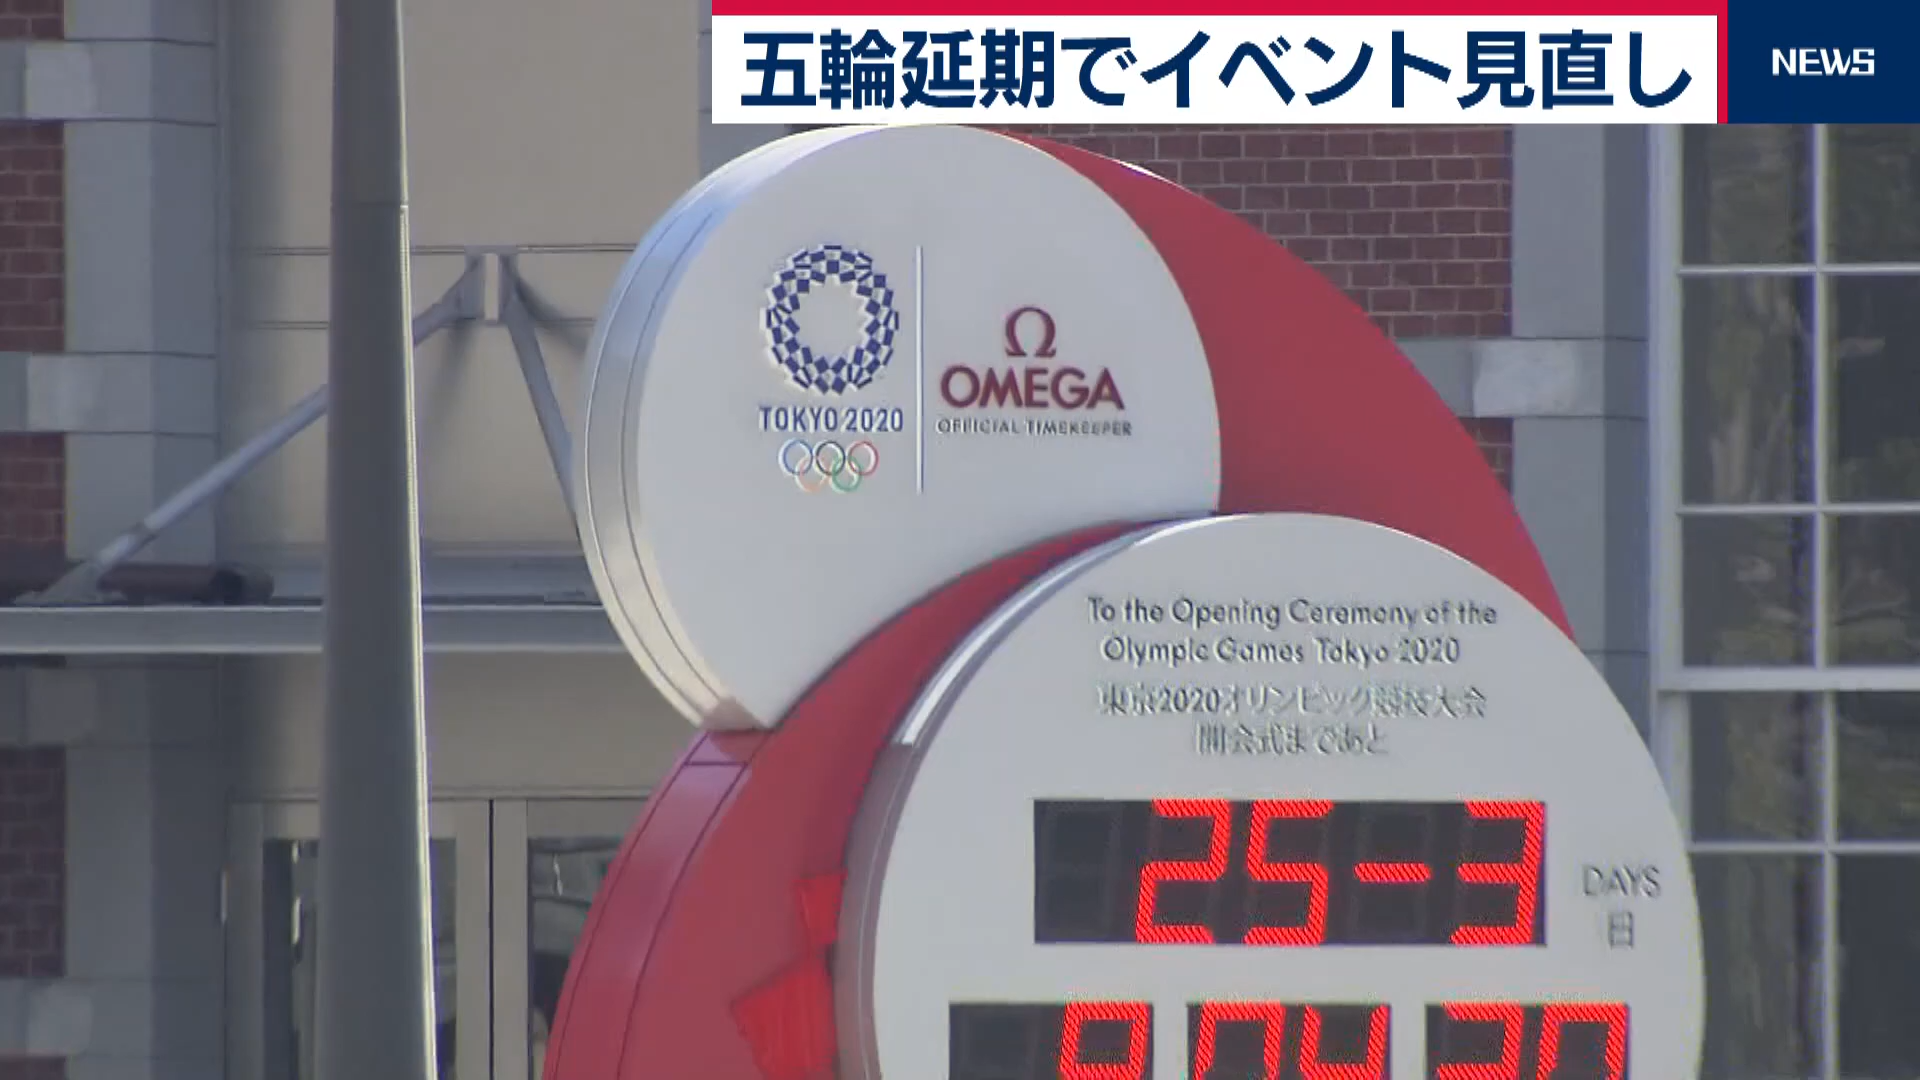 五輪延期でイベント見直し
NEWS
TOKYO 2020
Ω
OMEGA
OFFICIAL TIMEKEEPER
To the Opening Ceremony of the
Olympic Games Tokyo 2020
東京2020オリンピック競技大会
開会式まであと
25-3
DAYS
日